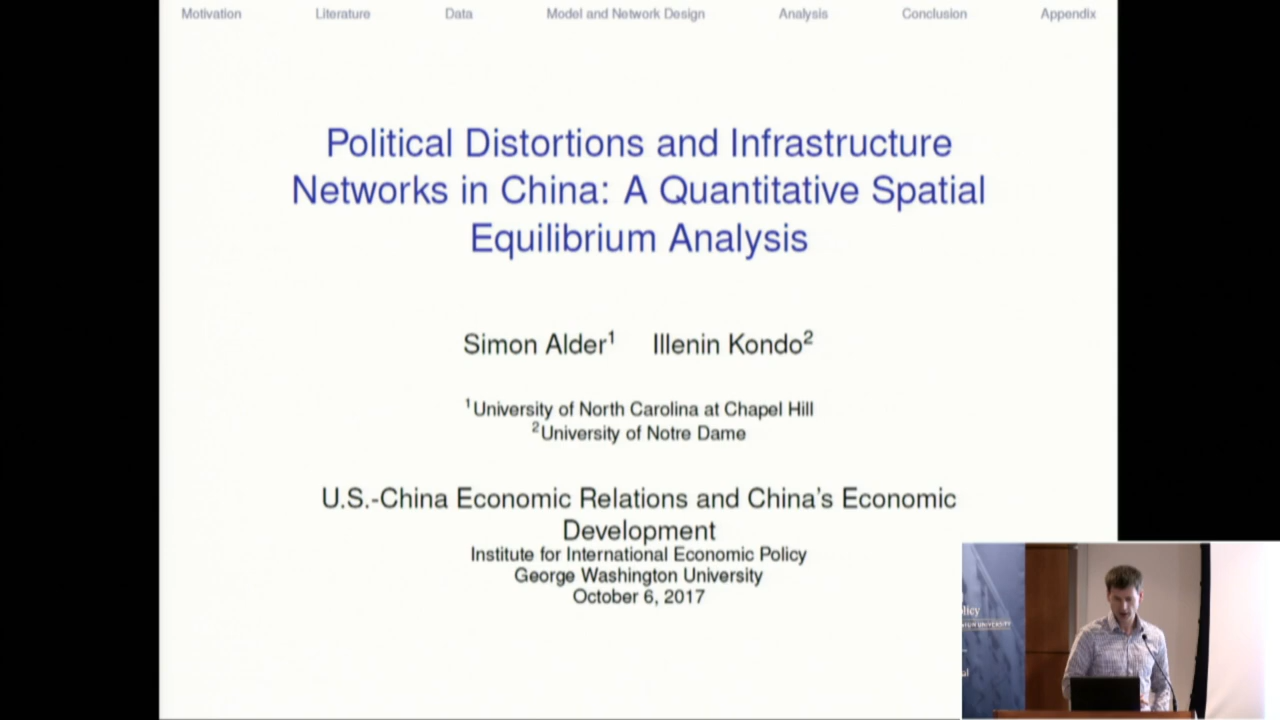 Motivation Literature Data Model and Network Design Analysis Conclusion Appendix
Political Distortions and Infrastructure
Networks in China: A Quantitative Spatial
Equilibrium Analysis
Simon Alder1 Illenin Kondo2
1University of North Carolina at Chapel Hill
2University of Notre Dame
U.S.-China Economic Relations and China's Economic
Development
Institute for International Economic Policy
George Washington University
October 6, 2017